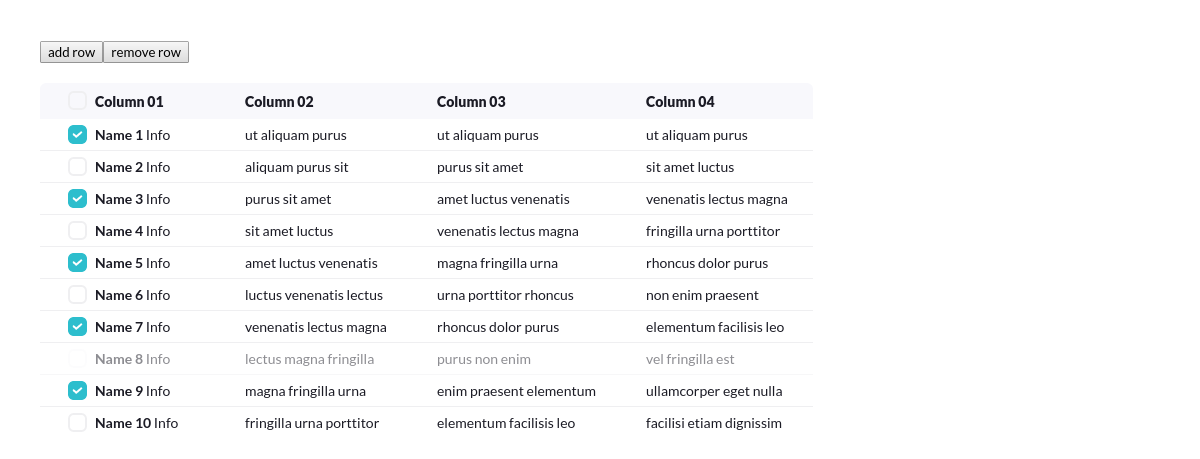 add row remove row
Column 01 Column 02 Column 03 Column 04
Name 1 Info ut aliquam purus ut aliquam purus ut aliquam purus
Name 2 Info aliquam purus sit purus sit amet sit amet luctus
Name 3 Info purus sit amet amet luctus venenatis venenatis lectus magna
Name 4 Info sit amet luctus venenatis lectus magna fringilla urna porttitor
Name 5 Info amet luctus venenatis magna fringilla urna rhoncus dolor purus
Name 6 Info luctus venenatis lectus urna porttitor rhoncus non enim praesent
Name 7 Info venenatis lectus magna rhoncus dolor purus elementum facilisis leo
Name 8 Info lectus magna fringilla purus non enim vel fringilla est
Name 9 Info magna fringilla urna enim praesent elementum ullamcorper eget nulla
Name 10 Info fringilla urna porttitor elementum facilisis leo facilisi etiam dignissim